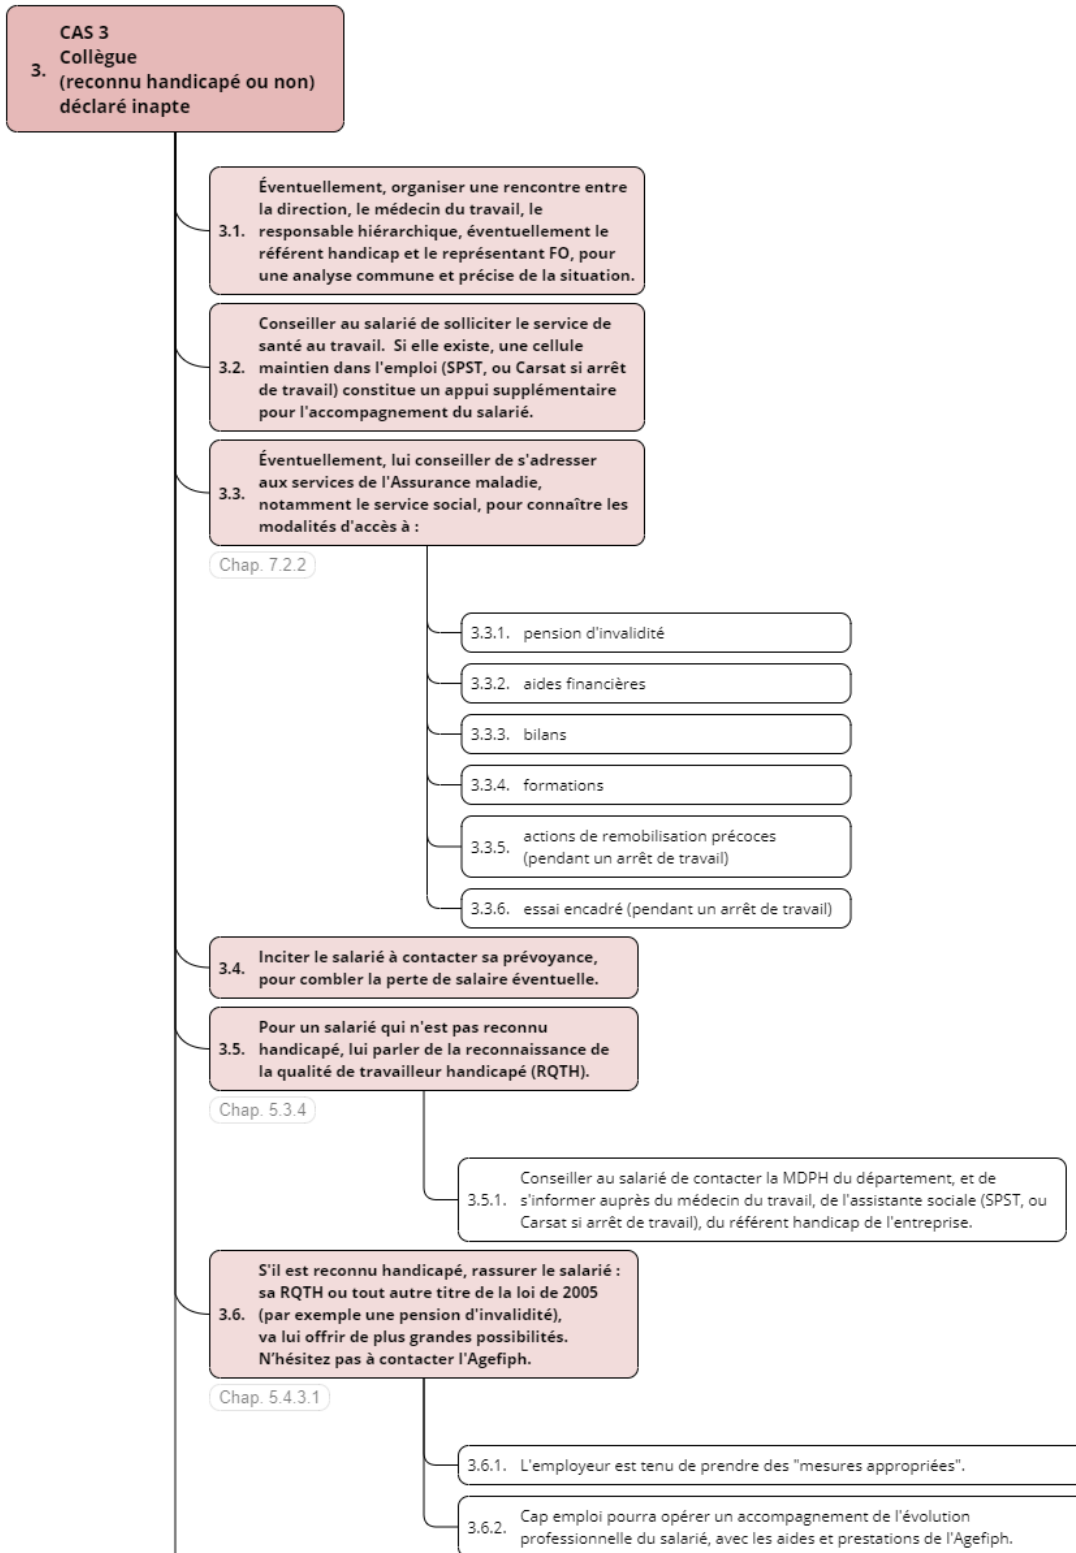 CAS 3
Collègue
3. (reconnu handicapé ou non)
déclaré inapte
Éventuellement, organiser une rencontre entre
la direction, le médecin du travail, le
3.1. responsable hiérarchique, éventuellement le
référent handicap et le représentant FO, pour
une analyse commune et précise de la situation.
Conseiller au salarié de solliciter le service de
santé au travail. Si elle existe, une cellule
3.2. maintien dans l'emploi (SPST, ou Carsat si arrêt
de travail) constitue un appui supplémentaire
pour l'accompagnement du salarié.
Éventuellement, lui conseiller de s'adresser
aux services de l'Assurance maladie,
3.3. notamment le service social, pour connaître les
modalités d'accès à :
Chap. 7.2.2
3.3.1. pension d'invalidité
3.3.2. aides financières
3.3.3. bilans
3.3.4. formations
3.3.5. actions de remobilisation précoces
(pendant un arrêt de travail)
3.3.6. essai encadré (pendant un arrêt de travail)
3.4. Inciter le salarié à contacter sa prévoyance,
pour combler la perte de salaire éventuelle.
Pour un salarié qui n'est pas reconnu
3.5. handicapé, lui parler de la reconnaissance de
la qualité de travailleur handicapé (RQTH).
Chap. 5.3.4
Conseiller au salarié de contacter la MDPH du département, et de
3.5.1. s'informer auprès du médecin du travail, de l'assistante sociale (SPST, ou
Carsat si arrêt de travail), du référent handicap de l'entreprise.
S'il est reconnu handicapé, rassurer le salarié :
sa RQTH ou tout autre titre de la loi de 2005
3.6. (par exemple une pension d'invalidité),
va lui offrir de plus grandes possibilités.
N'hésitez pas à contacter l'Agefiph.
Chap. 5.4.3.1
3.6.1. L'employeur est tenu de prendre des "mesures appropriées".
3.6.2. Cap emploi pourra opérer un accompagnement de l'évolution
professionnelle du salarié, avec les aides et prestations de l'Agefiph.